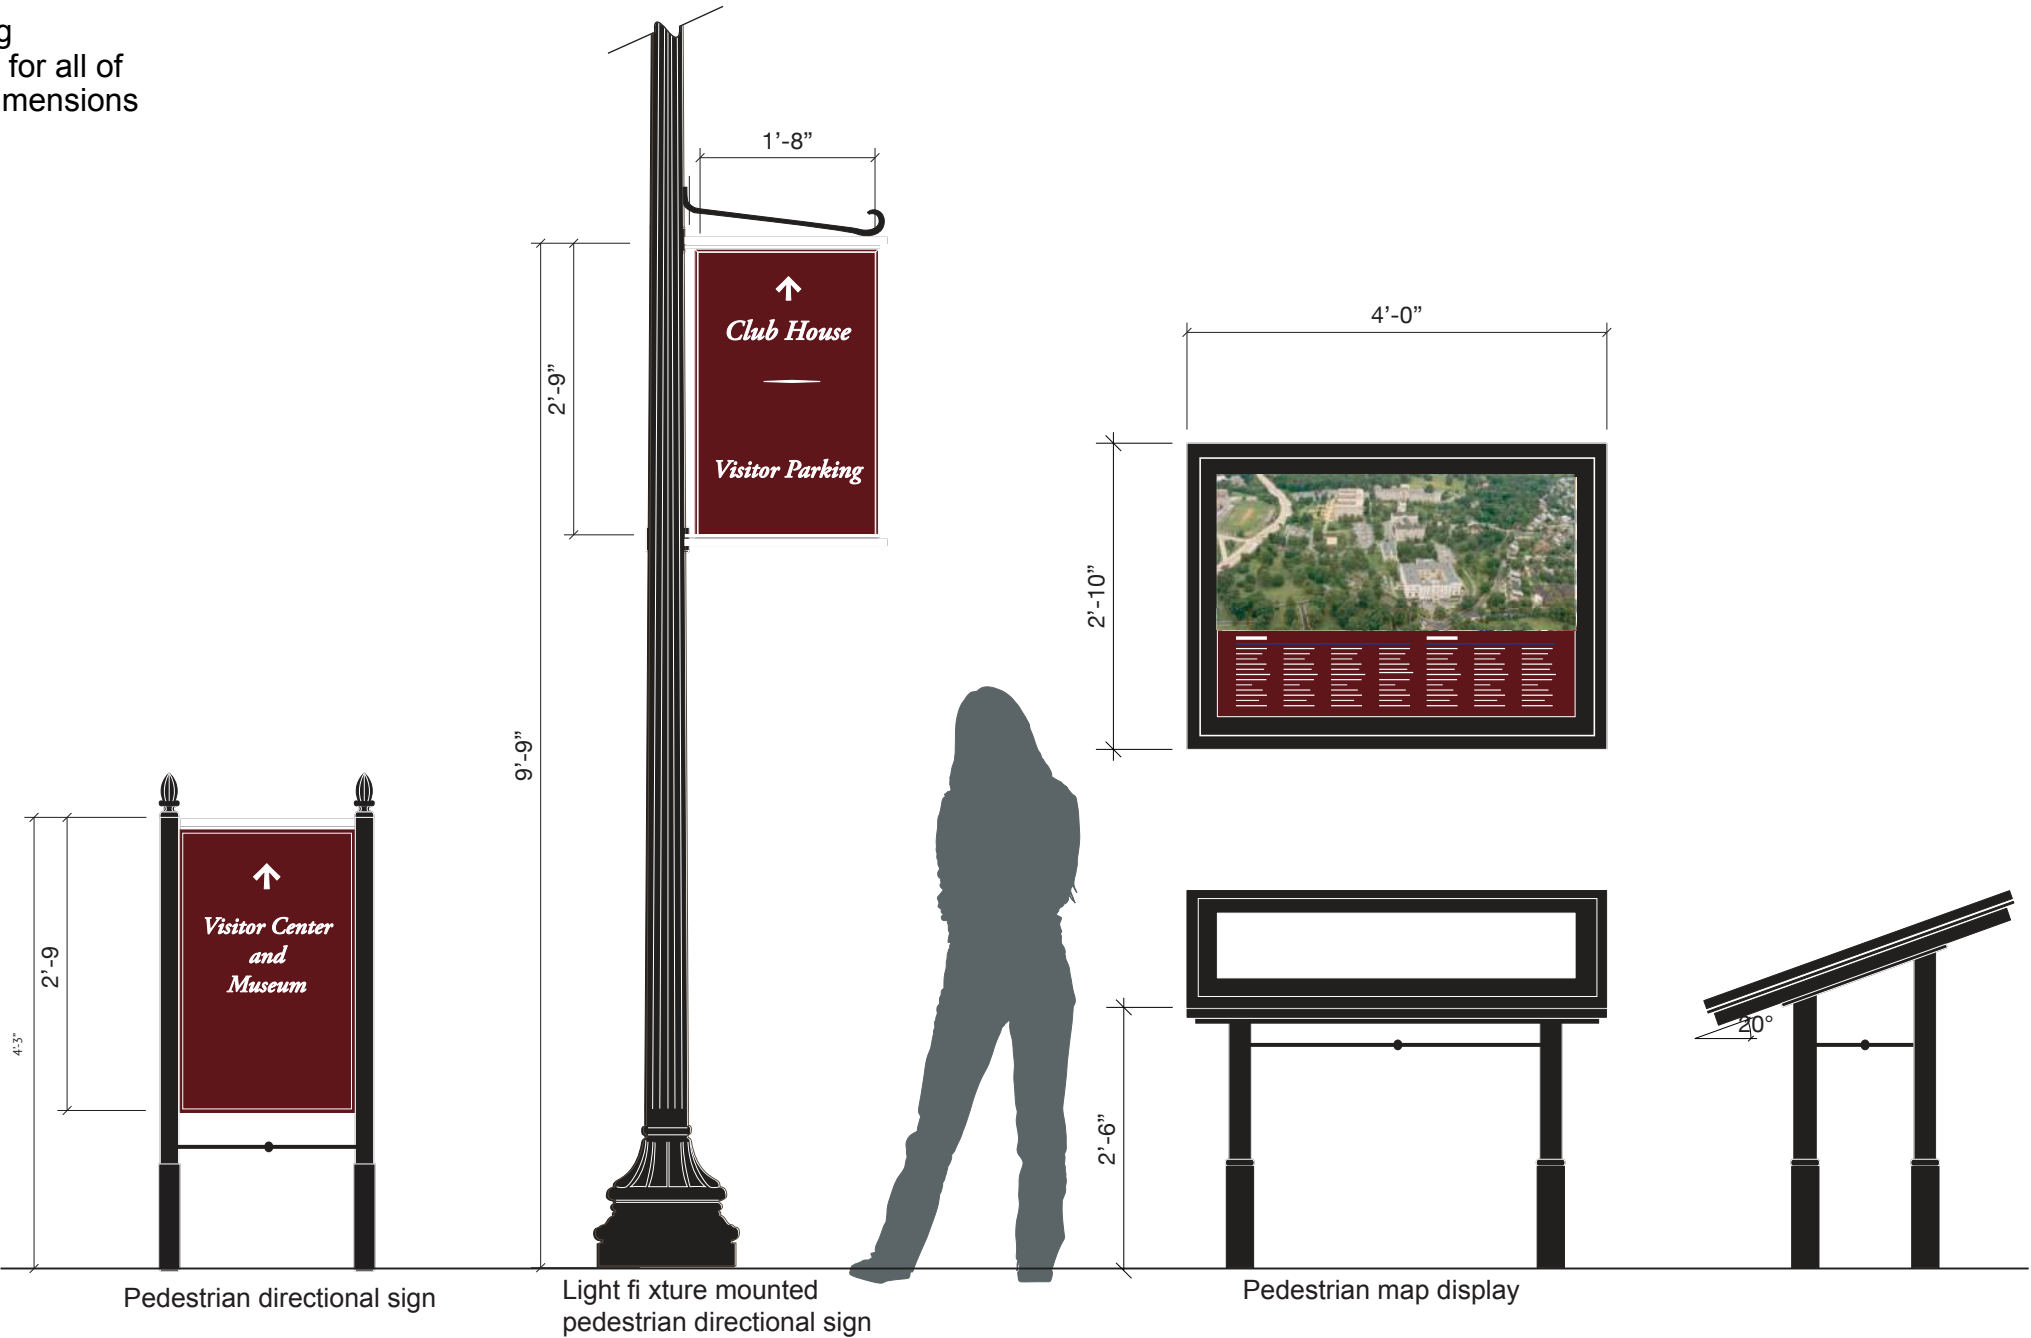 g
for all of
mensions
1’-8”
Club House
Visitor Parking
2’-9”
9’-9”
4’-0”
2’-10”
Visitor Center
and
Museum
2’-9
4’-3”
2’-6”
20°
Pedestrian directional sign
Light fi xture mounted
pedestrian directional sign
Pedestrian map display